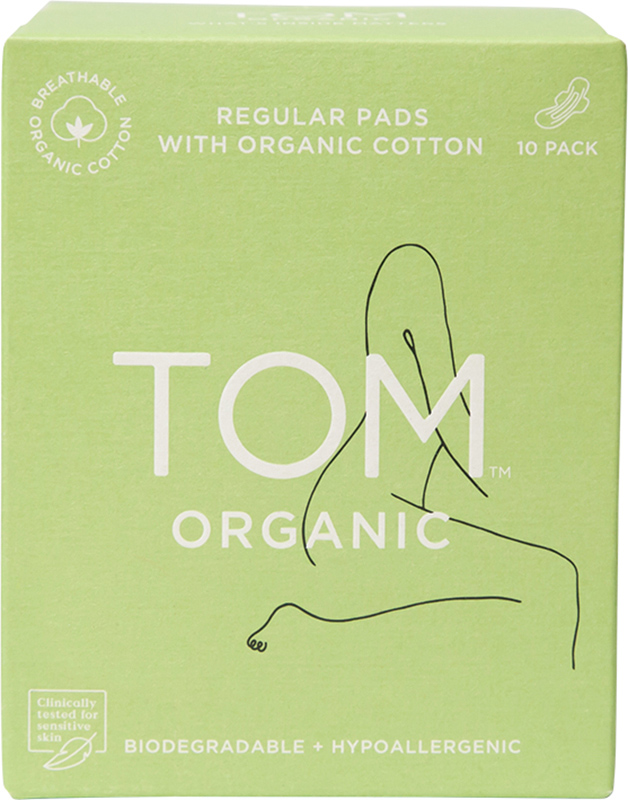 TOM
BREATHABLE
ORGANIC COTTON
REGULAR PADS
WITH ORGANIC COTTON
10 PACK
TOM™
ORGANIC
Clinically
tested for
sensitive
skin
BIODEGRADABLE + HYPOALLERGENIC